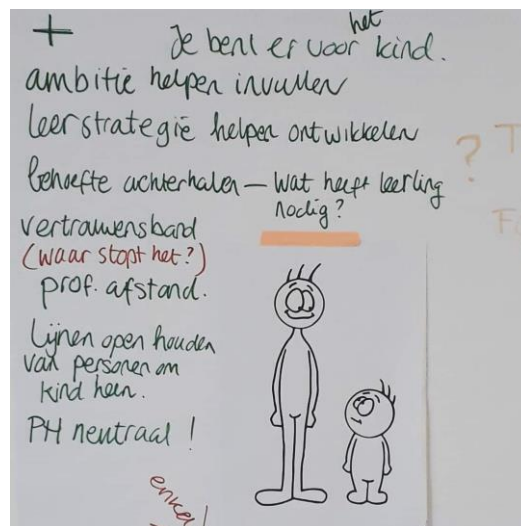 +
Je bent er voor het kind.
ambitie helpen invullen
leerstrategie helpen ontwikkelen
behoefte achterhalen – wat heeft leerling
nodig?
vertrouwensband
(waar stopt het?)
prof. afstand.
Lijnen open houden
van personen om
kind heen.
PH neutraal!
enkel!
?
T
Fo